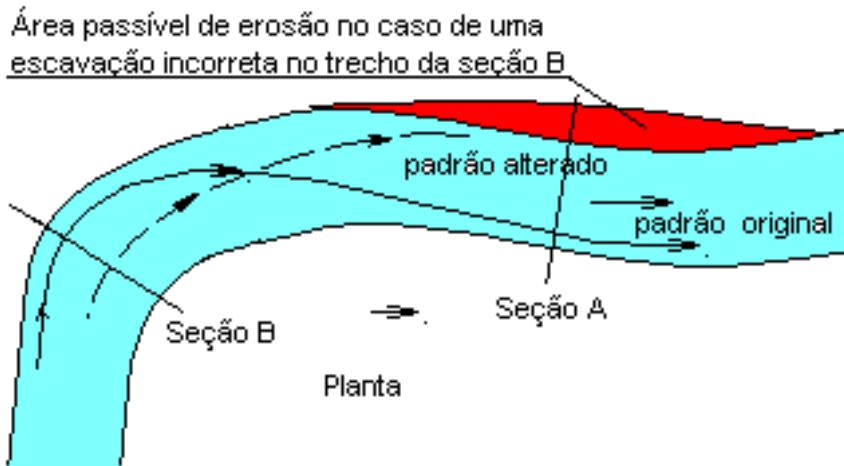 Área passível de erosão no caso de uma
escavação incorreta no trecho da seção B
padrão alterado
padrão original
Seção A
Seção B
Planta